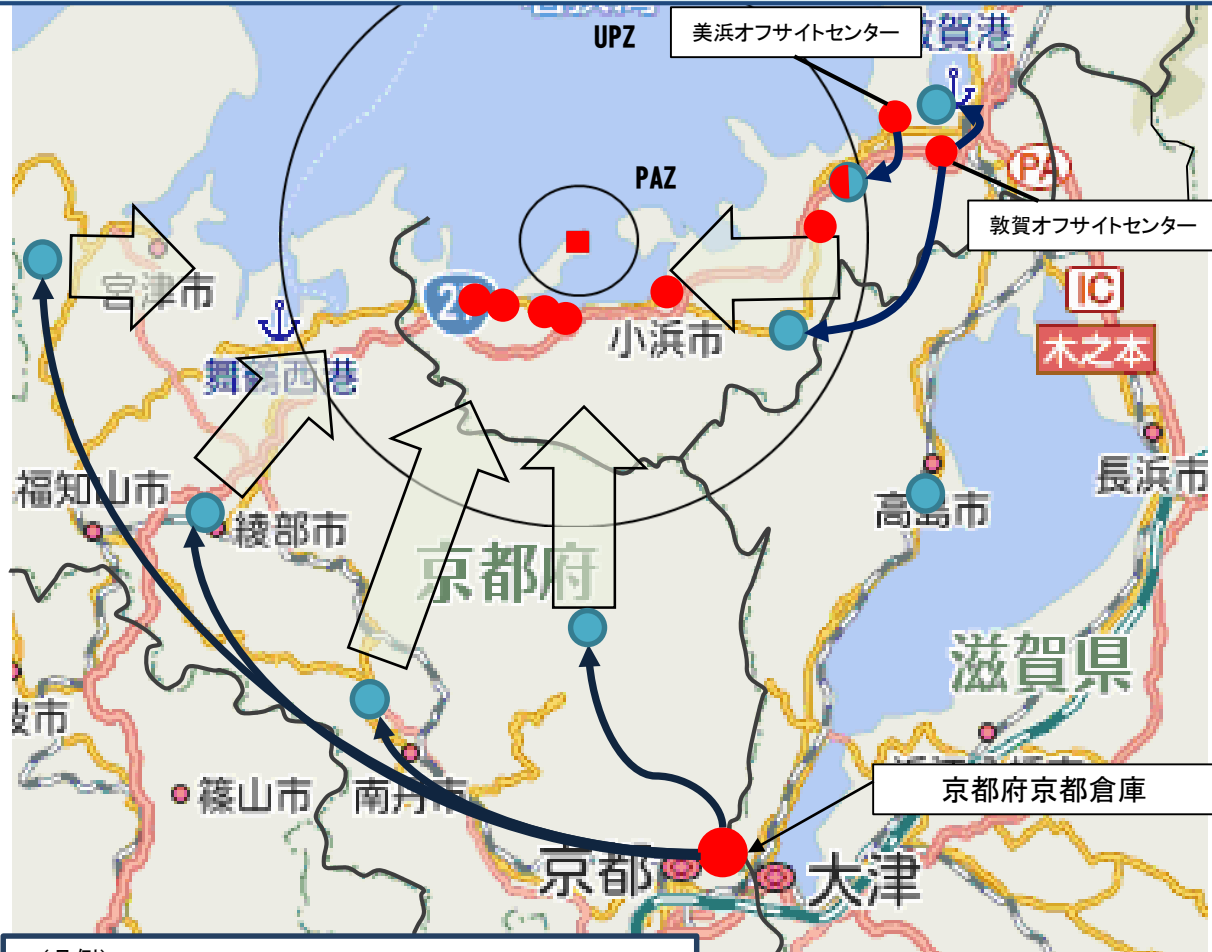 UPZ
美浜オフサイトセンター
敦賀港
PAZ
PA
敦賀オフサイトセンター
宮津市
IC
2
小浜市
木之本
舞鶴西港
長浜市
福知山市
高島市
綾部市
京都府
滋賀県
市
篠山市
南丹市
京都府京都倉庫
京都
大津